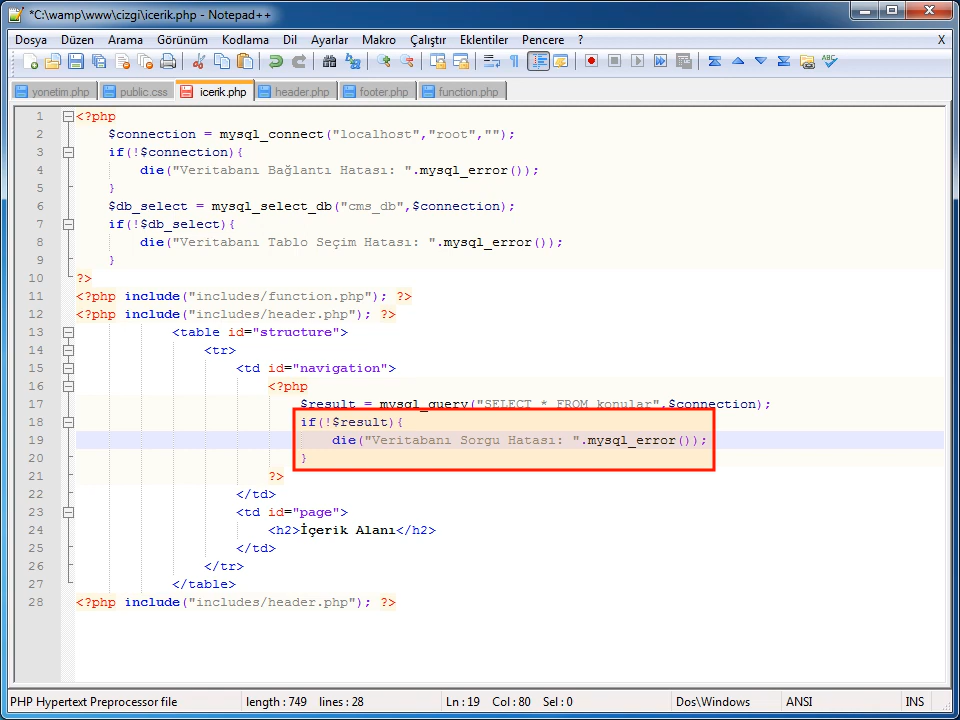 *C:\wamp\www\cizgi\icerik.php - Notepad++
Dosya Düzen Arama Görünüm Kodlama Dil Ayarlar Makro Çalıştır Eklentiler Pencere ? X
yonetim.php public.css icerik.php header.php footer.php function.php
1 <?php
2 $connection = mysql_connect("localhost","root","");
3 if(!$connection){
4 die("Veritabanı Bağlantı Hatası: ".mysql_error());
5 }
6 $db_select = mysql_select_db("cms_db",$connection);
7 if(!$db_select){
8 die("Veritabanı Tablo Seçim Hatası: ".mysql_error());
9 }
10 ?>
11 <?php include("includes/function.php"); ?>
12 <?php include("includes/header.php"); ?>
13 <table id="structure">
14 <tr>
15 <td id="navigation">
16 <?php
17 $result = mysql_query("SELECT * FROM konular",$connection);
18 if(!$result){
19 die("Veritabanı Sorgu Hatası: ".mysql_error());
20 }
21 ?>
22 </td>
23 <td id="page">
24 <h2>İçerik Alanı</h2>
25 </td>
26 </tr>
27 </table>
28 <?php include("includes/header.php"); ?>
PHP Hypertext Preprocessor file length : 749 lines : 28 Ln : 19 Col : 80 Sel : 0 Dos\Windows ANSI INS